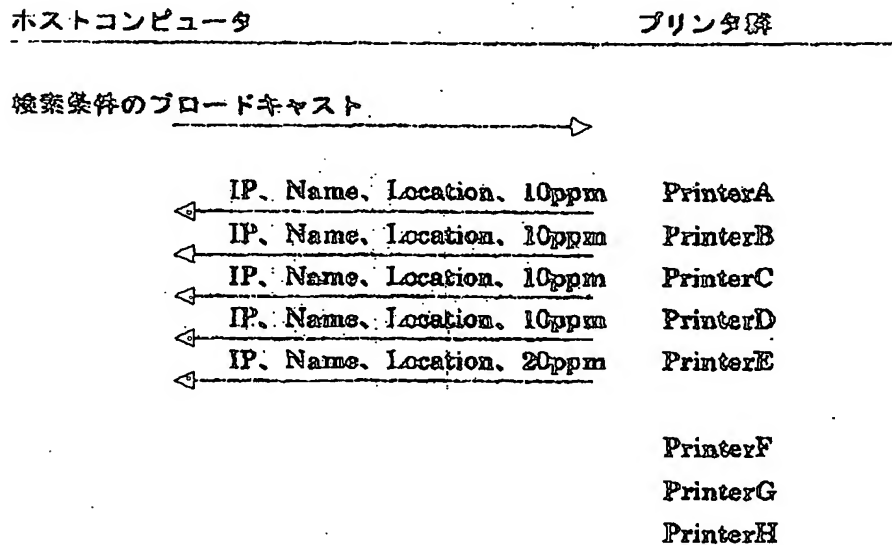 ホストコンピュータ プリンタ群
検索条件のブロードキャスト
IP、Name、Location、10ppm PrinterA
IP、Name、Location、10ppm PrinterB
IP、Name、Location、10ppm PrinterC
IP、Name、Location、10ppm PrinterD
IP、Name、Location、20ppm PrinterE
PrinterF
PrinterG
PrinterH